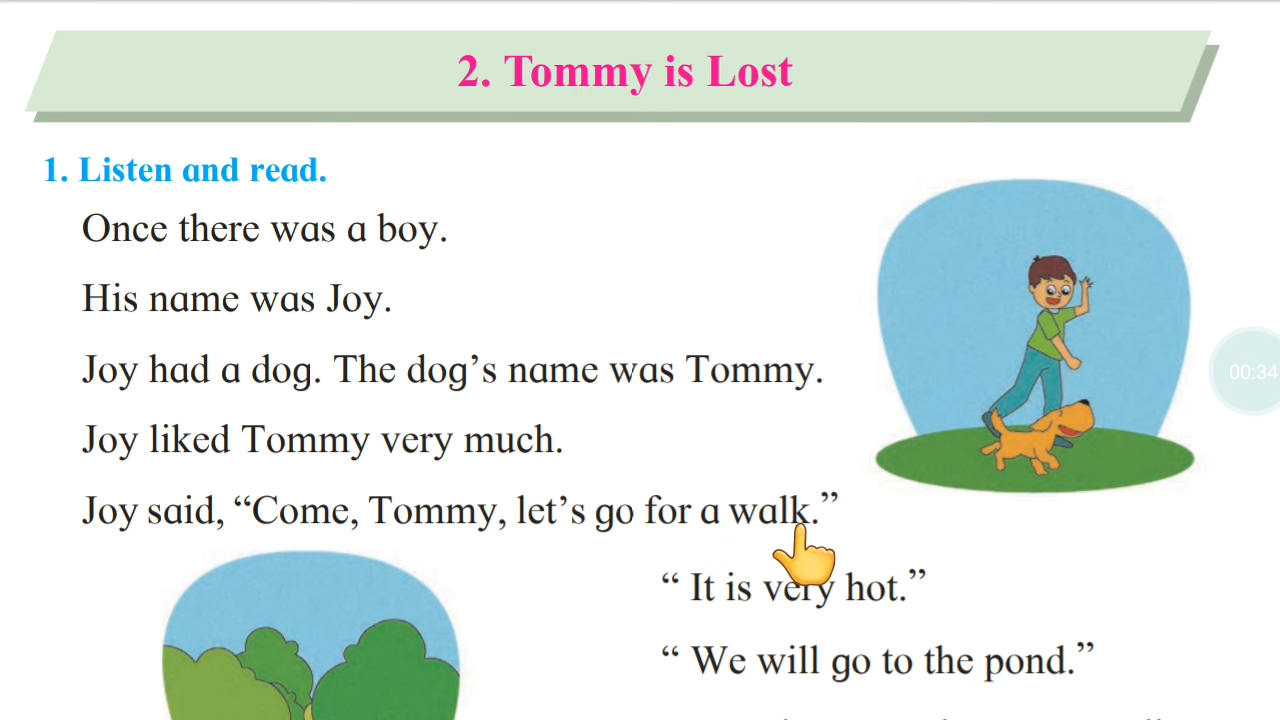 2. Tommy is Lost
1. Listen and read.
Once there was a boy.
His name was Joy.
Joy had a dog. The dog’s name was Tommy.
Joy liked Tommy very much.
Joy said, “Come, Tommy, let’s go for a walk.”
“ It is very hot.”
“ We will go to the pond.”
00:34